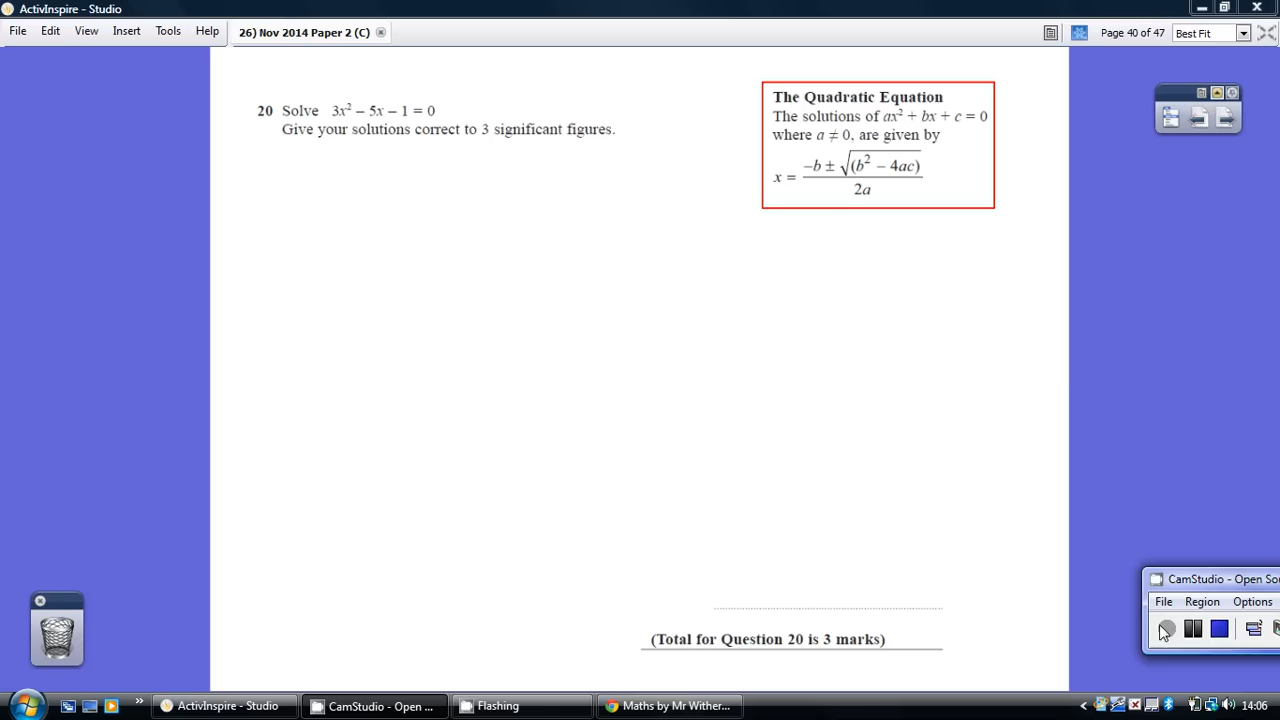 ActivInspire - Studio
File Edit View Insert Tools Help
26) Nov 2014 Paper 2 (C)
Page 40 of 47
Best Fit
20 Solve 3x² – 5x – 1 = 0
Give your solutions correct to 3 significant figures.
The Quadratic Equation
The solutions of ax² + bx + c = 0
where a ≠ 0, are given by
x = (−b ± √(b² − 4ac)) / 2a
(Total for Question 20 is 3 marks)
CamStudio - Open Sou
File Region Options
ActivInspire - Studio
CamStudio - Open ...
Flashing
Maths by Mr Wither...
14:06